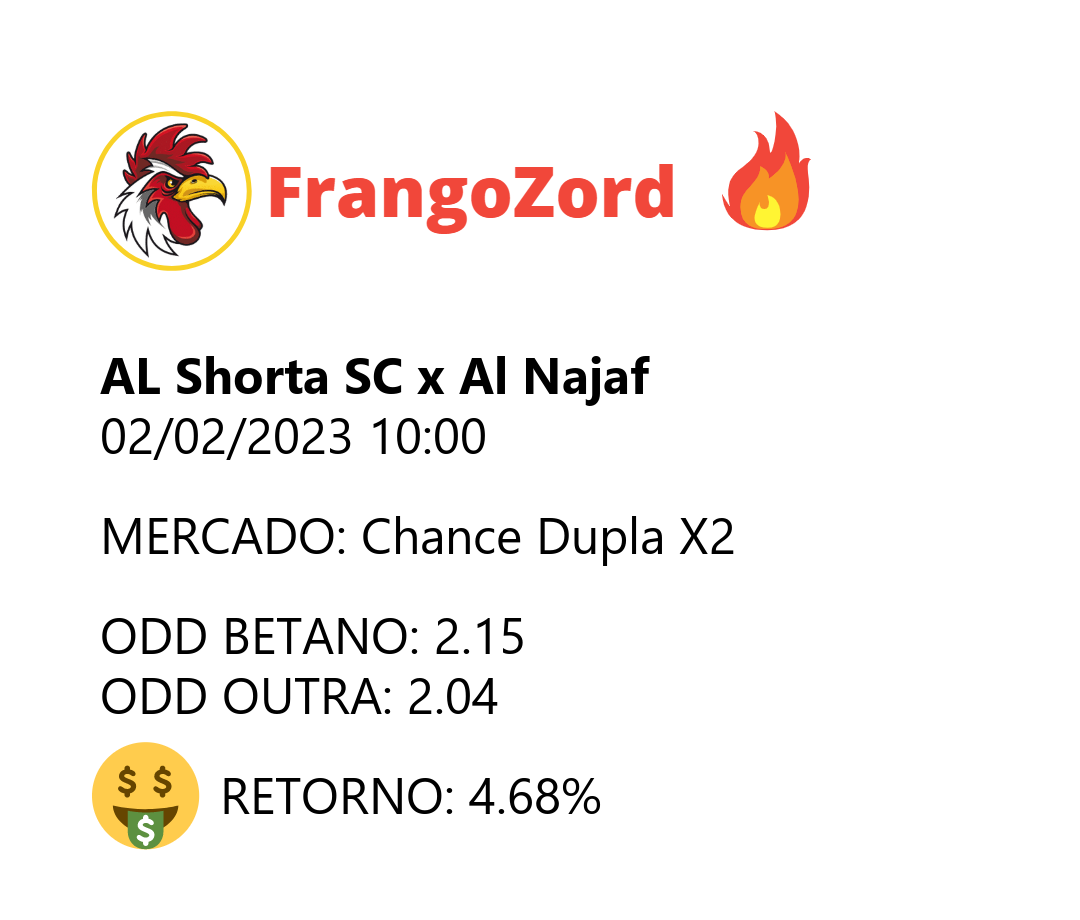 FrangoZord
AL Shorta SC x Al Najaf
02/02/2023 10:00
MERCADO: Chance Dupla X2
ODD BETANO: 2.15
ODD OUTRA: 2.04
RETORNO: 4.68%